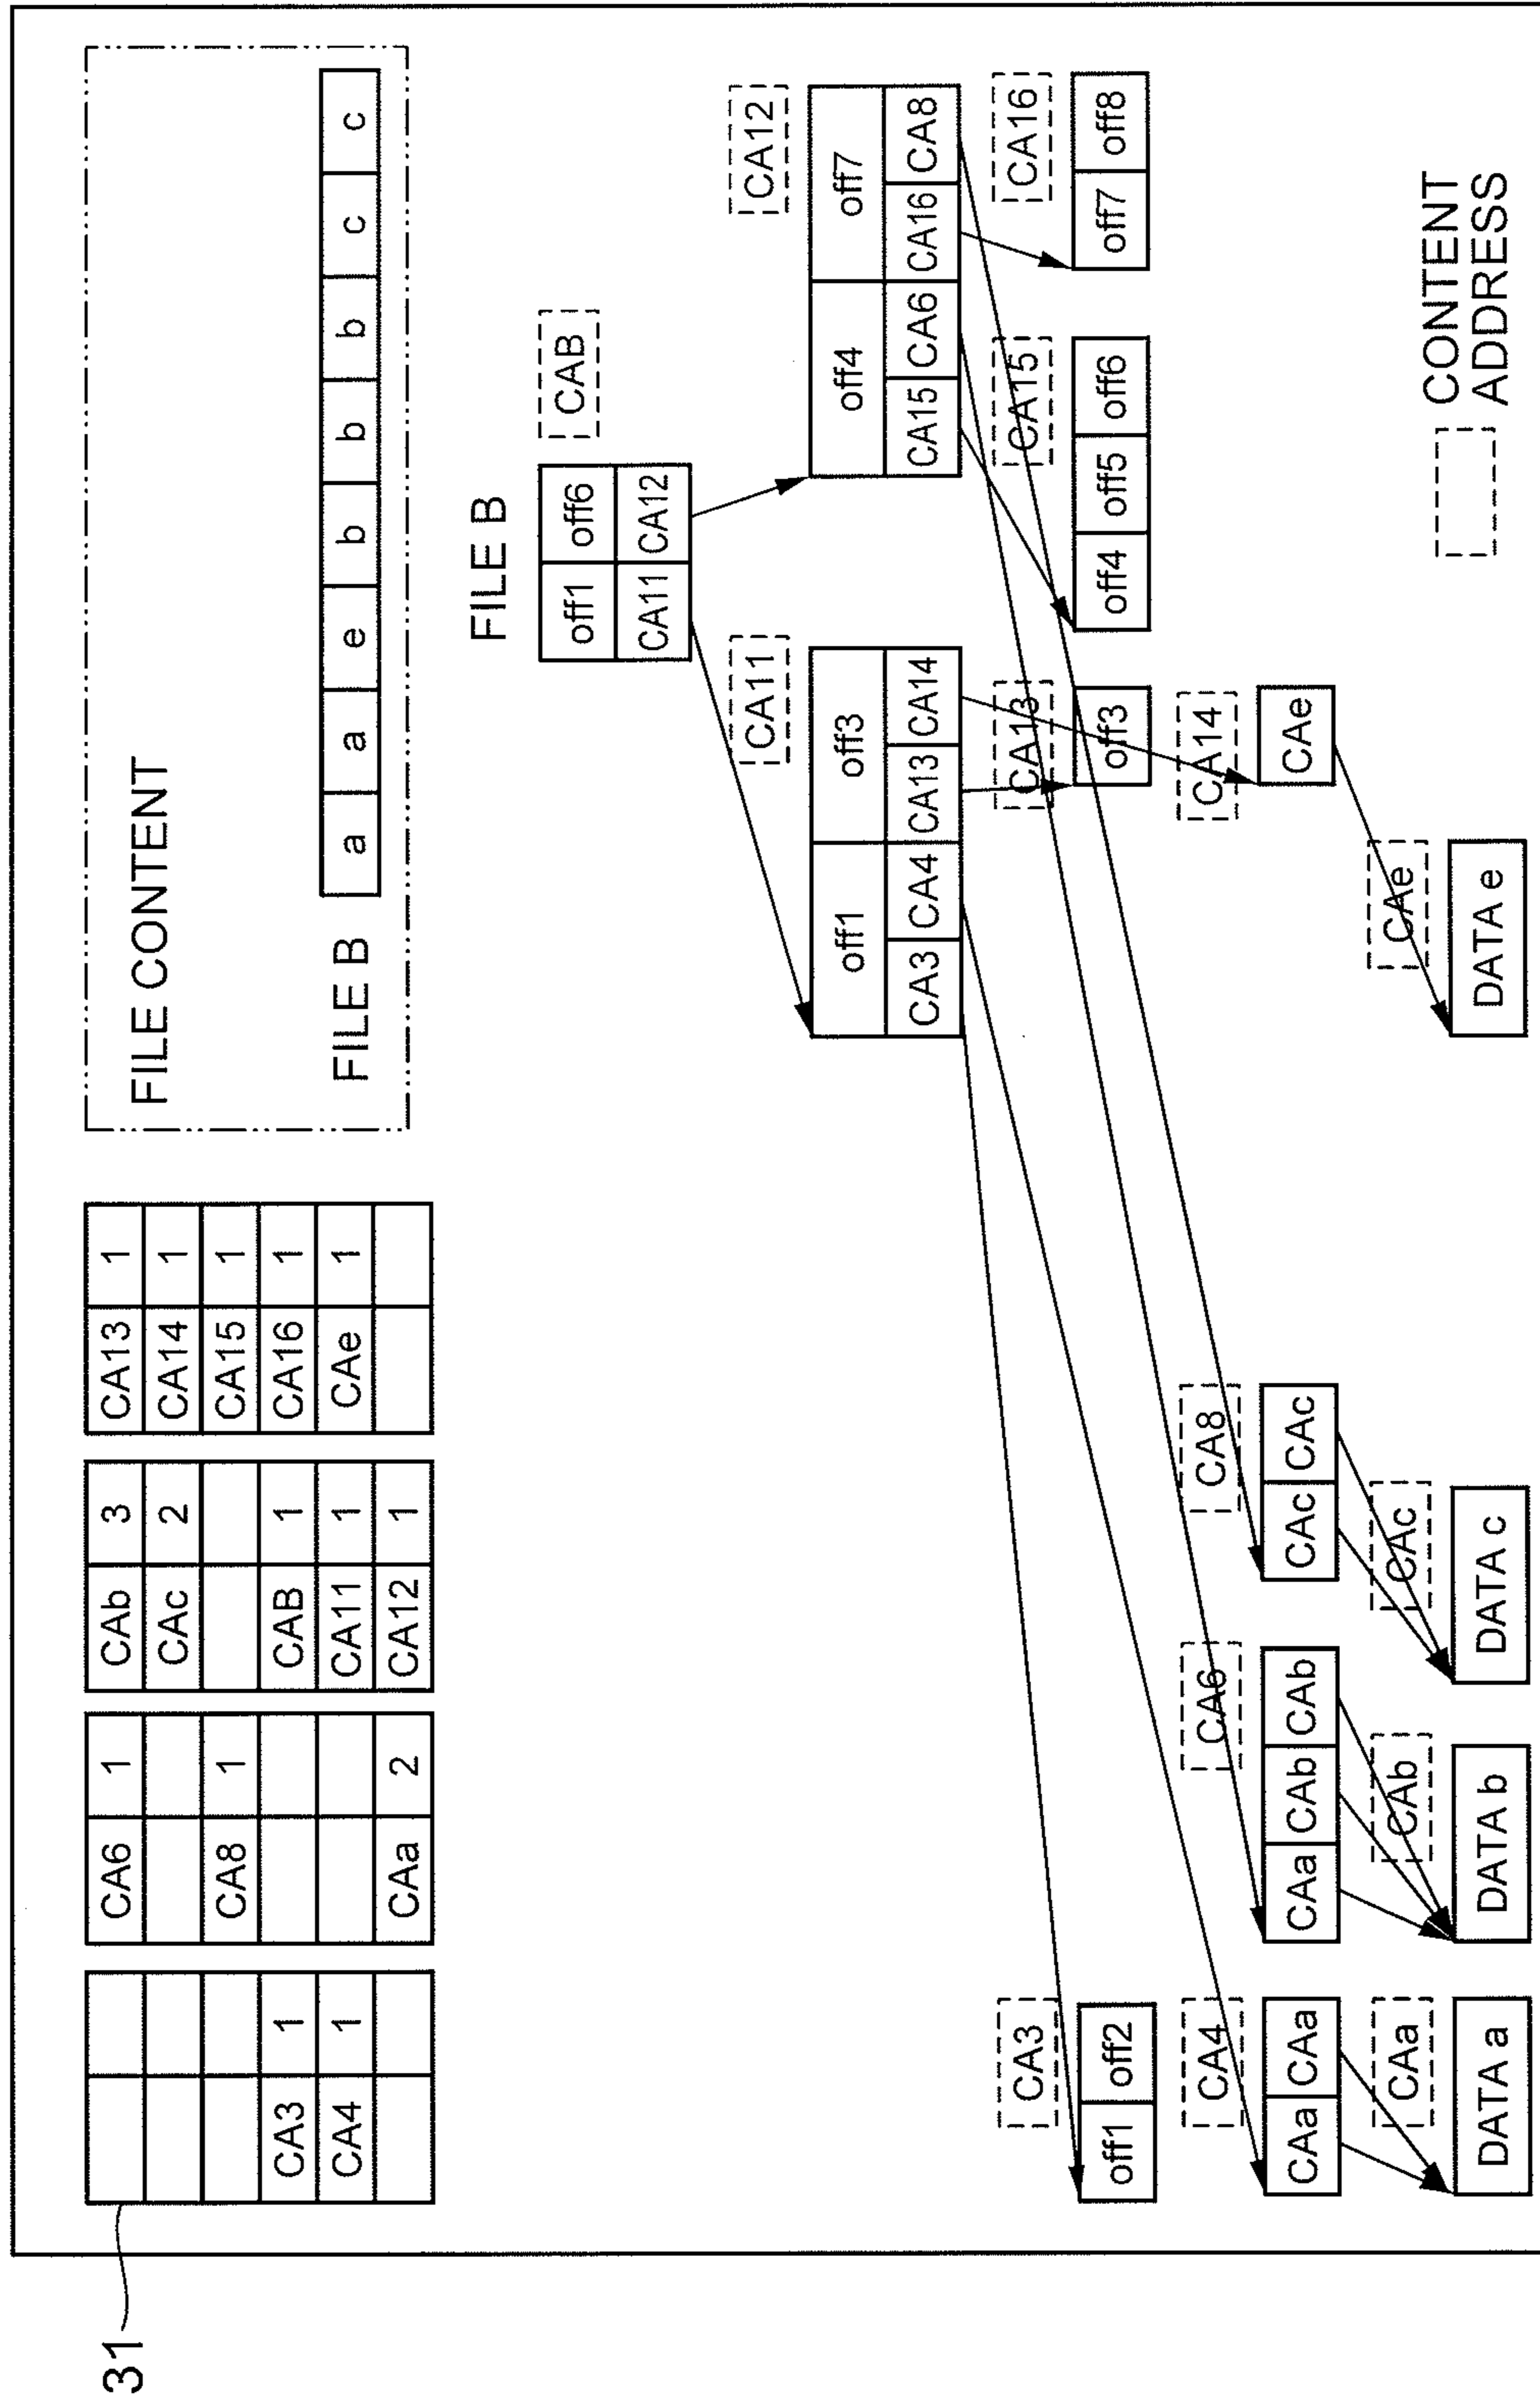 31
CA3 1
CA4 1
CA6 1
CA8 1
CAa 2
CAb 3
CAc 2
CAB 1
CA11 1
CA12 1
CA13 1
CA14 1
CA15 1
CA16 1
CAe 1
FILE CONTENT
FILE B a a e b b b c c
FILE B
off1 off6
CA11 CA12
CAB
CA11
off1 off3
CA3 CA4 CA13 CA14
CA12
off4 off7
CA15 CA6 CA16 CA8
CA3
off1 off2
CA13
off3
CA15
off4 off5 off6
CA16
off7 off8
CA4
CAa CAa
CA6
CAa CAb CAb
CA8
CAc CAc
CA14
CAe
CAa
DATA a
CAb
DATA b
CAc
DATA c
CAe
DATA e
CONTENT
ADDRESS